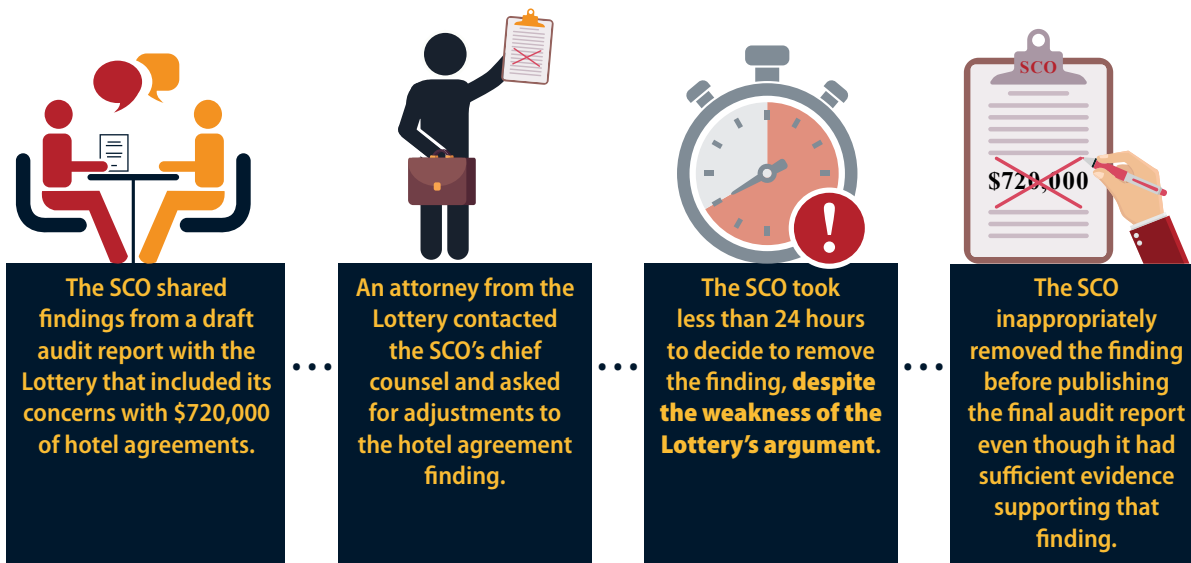 SCO
$720,000
The SCO shared
findings from a draft
audit report with the
Lottery that included its
concerns with $720,000
of hotel agreements.
An attorney from the
Lottery contacted
the SCO’s chief
counsel and asked
for adjustments to
the hotel agreement
finding.
The SCO took
less than 24 hours
to decide to remove
the finding, despite
the weakness of the
Lottery’s argument.
The SCO
inappropriately
removed the finding
before publishing
the final audit report
even though it had
sufficient evidence
supporting that
finding.